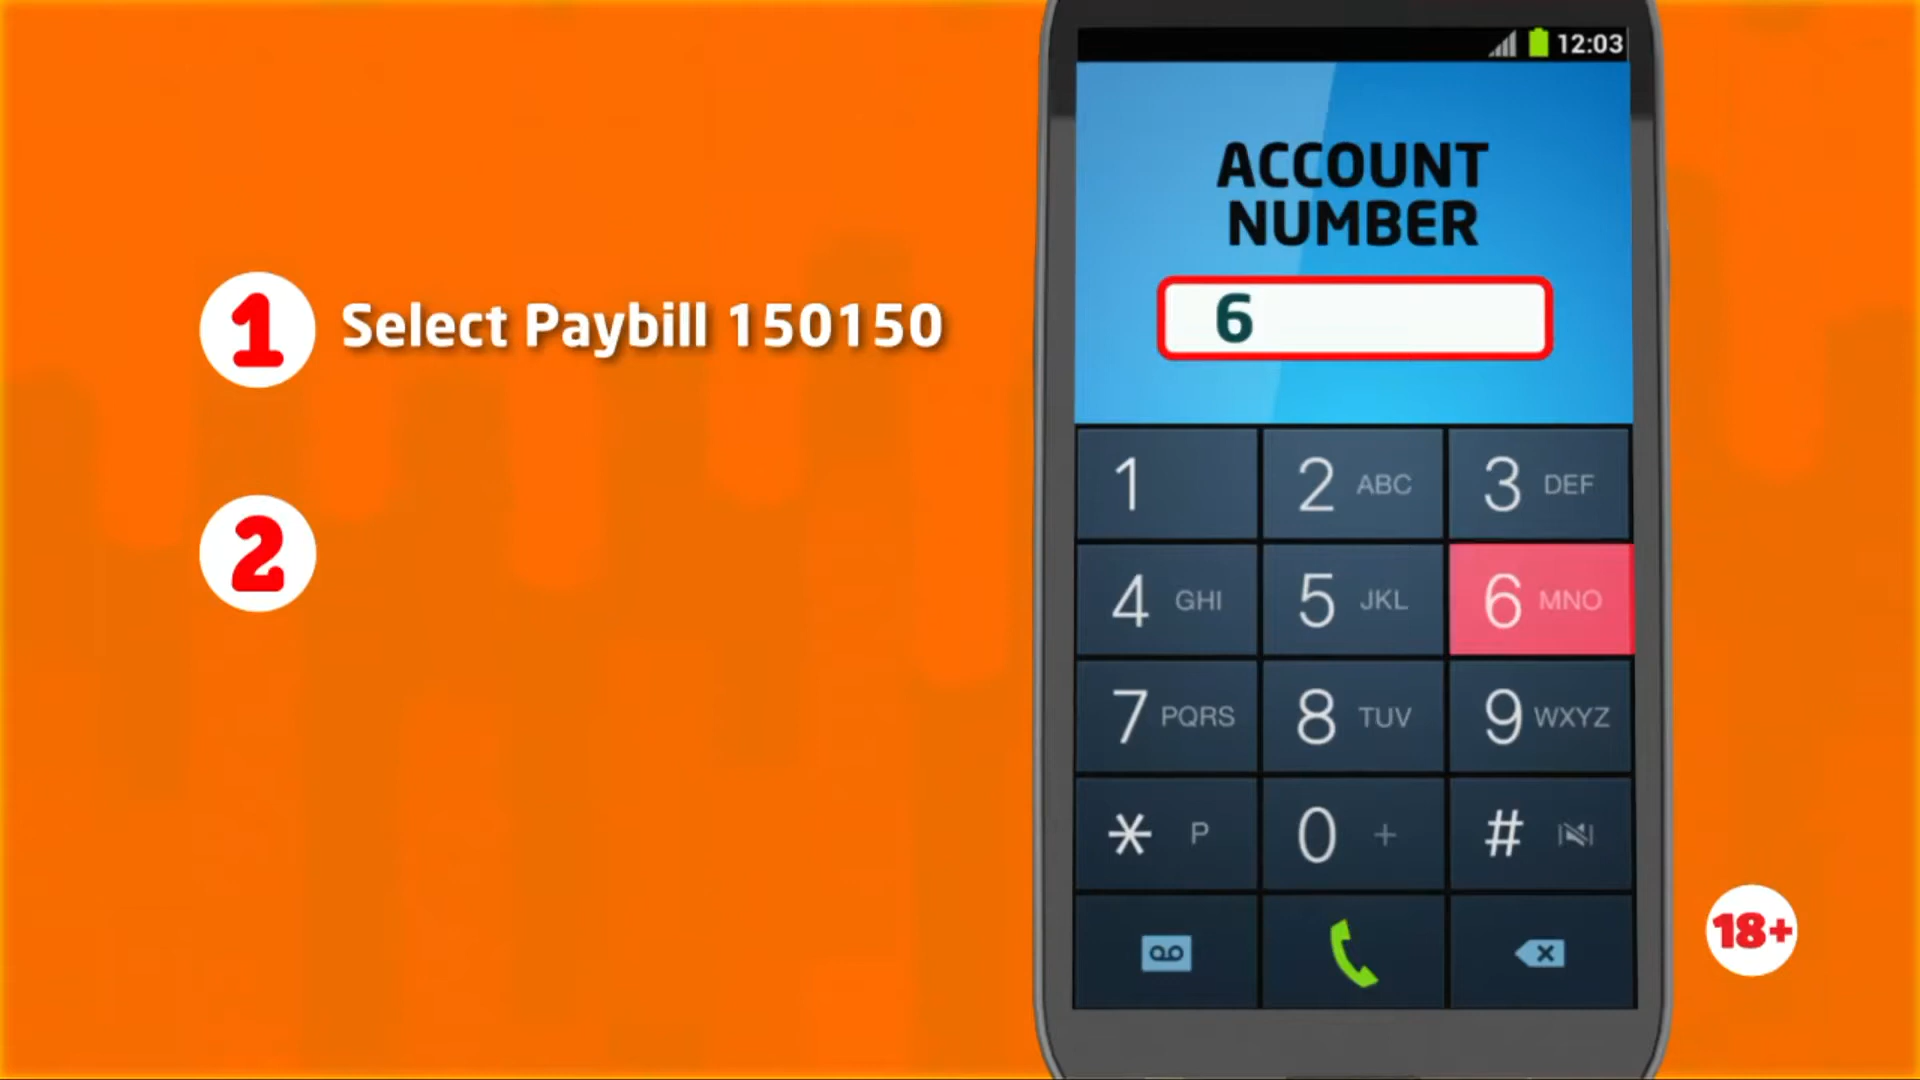 1 Select Paybill 150150
2
12:03
ACCOUNT
NUMBER
6
1
2 ABC
3 DEF
4 GHI
5 JKL
6 MNO
7 PQRS
8 TUV
9 WXYZ
* P
0 +
#
18+